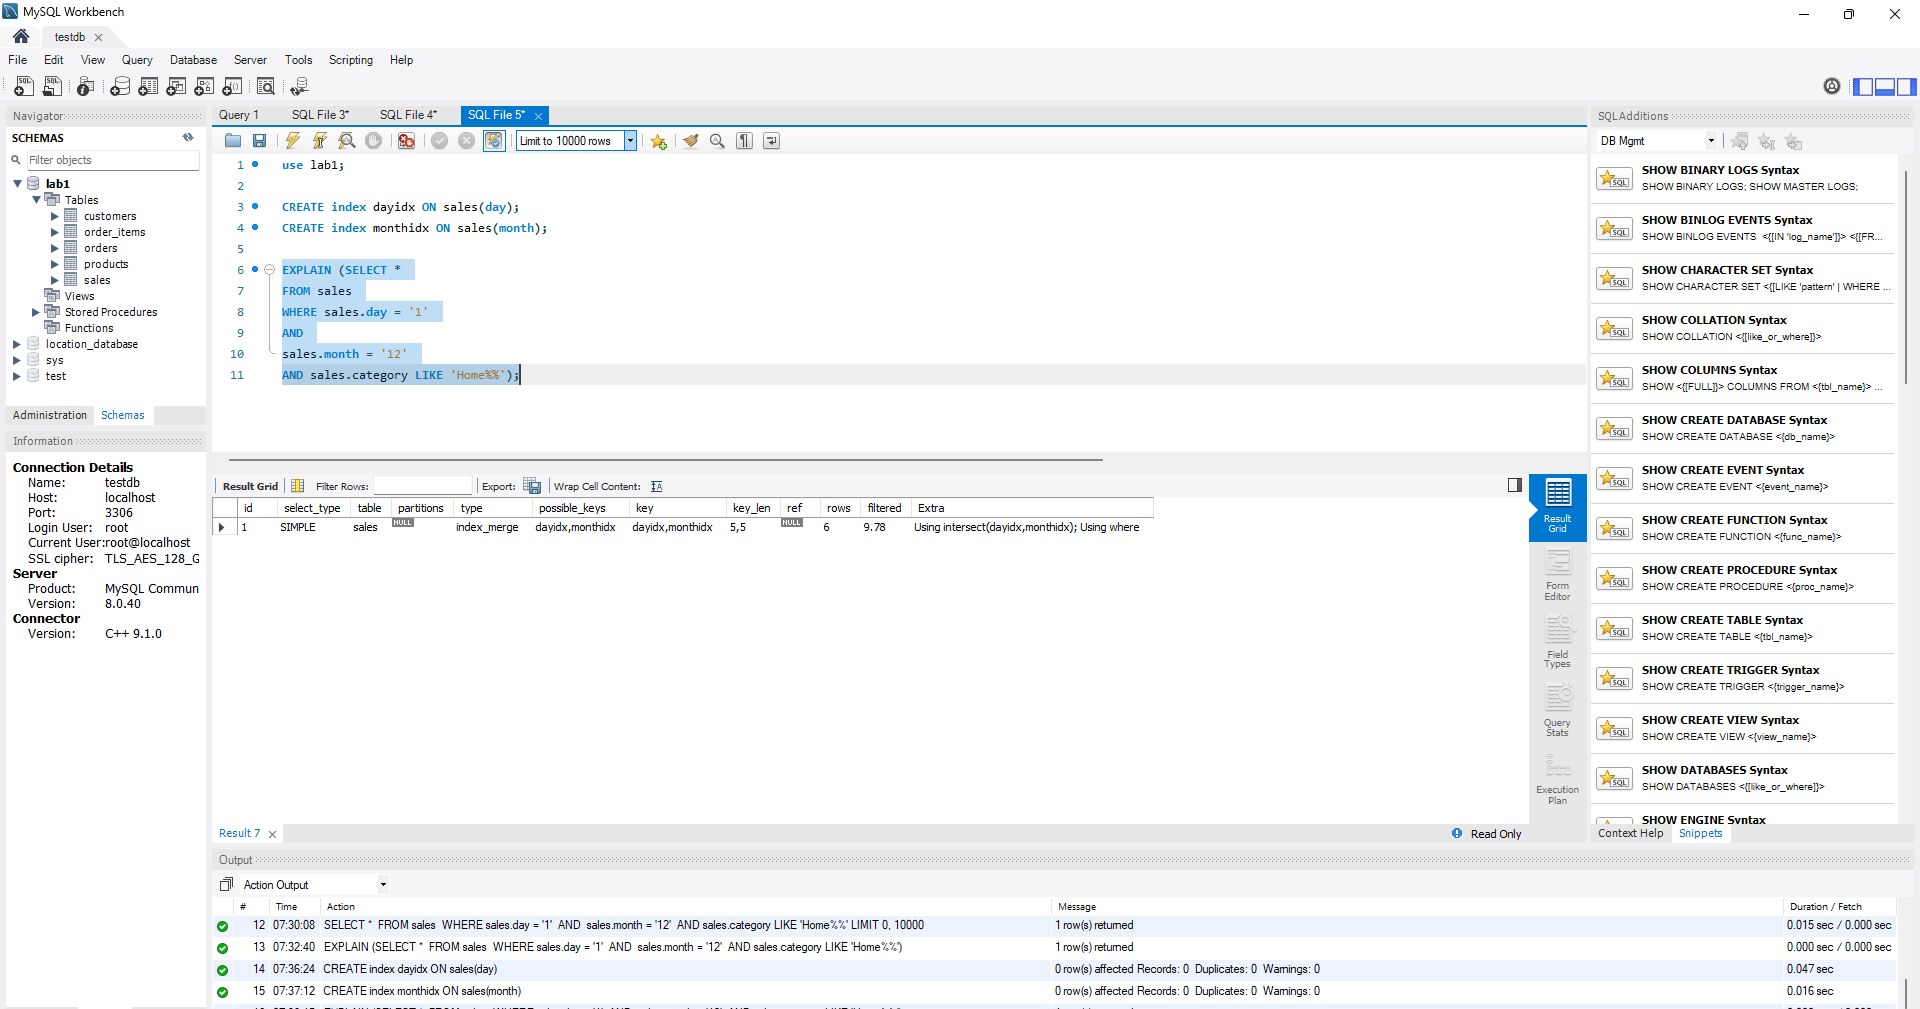 MySQL Workbench
testdb
File Edit View Query Database Server Tools Scripting Help
Navigator
SCHEMAS
Filter objects
lab1
Tables
customers
order_items
orders
products
sales
Views
Stored Procedures
Functions
location_database
sys
test
Administration Schemas
Information
Connection Details
Name: testdb
Host: localhost
Port: 3306
Login User: root
Current User: root@localhost
SSL cipher: TLS_AES_128_G
Server
Product: MySQL Commun
Version: 8.0.40
Connector
Version: C++ 9.1.0
Query 1 SQL File 3* SQL File 4* SQL File 5*
Limit to 10000 rows
1 use lab1;
2
3 CREATE index dayidx ON sales(day);
4 CREATE index monthidx ON sales(month);
5
6 EXPLAIN (SELECT *
7 FROM sales
8 WHERE sales.day = '1'
9 AND
10 sales.month = '12'
11 AND sales.category LIKE 'Home%%');
Result Grid Filter Rows: Export: Wrap Cell Content:
id select_type table partitions type possible_keys key key_len ref rows filtered Extra
1 SIMPLE sales NULL index_merge dayidx,monthidx dayidx,monthidx 5,5 NULL 6 9.78 Using intersect(dayidx,monthidx); Using where
Result Grid
Form Editor
Field Types
Query Stats
Execution Plan
Result 7
Read Only
SQLAdditions
DB Mgmt
SHOW BINARY LOGS Syntax
SHOW BINARY LOGS; SHOW MASTER LOGS;
SHOW BINLOG EVENTS Syntax
SHOW BINLOG EVENTS <{[IN 'log_name']}> <{[FR...
SHOW CHARACTER SET Syntax
SHOW CHARACTER SET <{[LIKE 'pattern' | WHERE ...
SHOW COLLATION Syntax
SHOW COLLATION <{[like_or_where]}>
SHOW COLUMNS Syntax
SHOW <{[FULL]}> COLUMNS FROM <{tbl_name}> ...
SHOW CREATE DATABASE Syntax
SHOW CREATE DATABASE <{db_name}>
SHOW CREATE EVENT Syntax
SHOW CREATE EVENT <{event_name}>
SHOW CREATE FUNCTION Syntax
SHOW CREATE FUNCTION <{func_name}>
SHOW CREATE PROCEDURE Syntax
SHOW CREATE PROCEDURE <{proc_name}>
SHOW CREATE TABLE Syntax
SHOW CREATE TABLE <{tbl_name}>
SHOW CREATE TRIGGER Syntax
SHOW CREATE TRIGGER <{trigger_name}>
SHOW CREATE VIEW Syntax
SHOW CREATE VIEW <{view_name}>
SHOW DATABASES Syntax
SHOW DATABASES <{[like_or_where]}>
SHOW ENGINE Syntax
Context Help Snippets
Output
Action Output
# Time Action Message Duration / Fetch
12 07:30:08 SELECT * FROM sales WHERE sales.day = '1' AND sales.month = '12' AND sales.category LIKE 'Home%%' LIMIT 0, 10000 1 row(s) returned 0.015 sec / 0.000 sec
13 07:32:40 EXPLAIN (SELECT * FROM sales WHERE sales.day = '1' AND sales.month = '12' AND sales.category LIKE 'Home%%') 1 row(s) returned 0.000 sec / 0.000 sec
14 07:36:24 CREATE index dayidx ON sales(day) 0 row(s) affected Records: 0 Duplicates: 0 Warnings: 0 0.047 sec
15 07:37:12 CREATE index monthidx ON sales(month) 0 row(s) affected Records: 0 Duplicates: 0 Warnings: 0 0.016 sec